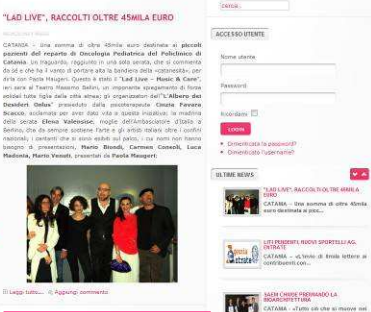 "LAD LIVE", RACCOLTI OLTRE 45MILA EURO
CATANIA – Una somma di oltre 45mila euro destinata ai piccoli
pazienti del reparto di Oncologia Pediatrica del Policlinico di
Catania. Un traguardo, raggiunto in una sola serata, che si commenta
da sé e che ha il vanto di portare alta la bandiera della «catanesità», per
dirla con Paola Maugeri. Questo è stato il "Lad Live – Music & Care",
ieri sera al Teatro Massimo Bellini, un imponente spiegamento di forze
solidali tutte figlie della città etnea: gli organizzatori dell'"L'Albero dei
Desideri Onlus" presieduto dalla psicoterapeuta Cinzia Favara
Scacco, acclamata per aver dato vita a questa iniziativa; la madrina
della serata Elena Valensise, moglie dell'Ambasciatore d'Italia a
Berlino, che da sempre sostiene l'arte e gli artisti italiani oltre i confini
nazionali; i cantanti che si sono esibiti sul palco, i cui nomi non hanno
bisogno di presentazioni, Mario Biondi, Carmen Consoli, Luca
Madonia, Mario Venuti, presentati da Paola Maugeri:
Leggi tutto...
Aggiungi commento
cerca...
ACCESSO UTENTE
Nome utente
Password
Ricordami
LOGIN
Dimenticata la password?
Dimenticato l'username?
ULTIME NEWS
"LAD LIVE", RACCOLTI OLTRE 45MILA
EURO
CATANIA – Una somma di oltre 45mila
euro destinata ai picc...
LITI PENDENTI, NUOVI SPORTELLI AG.
ENTRATE
CATANIA – lettere ai
contribuenti con...
PREMIANDO LA
BIOARCHITETTURA
CATANIA – «Tutto ciò che si muove nel